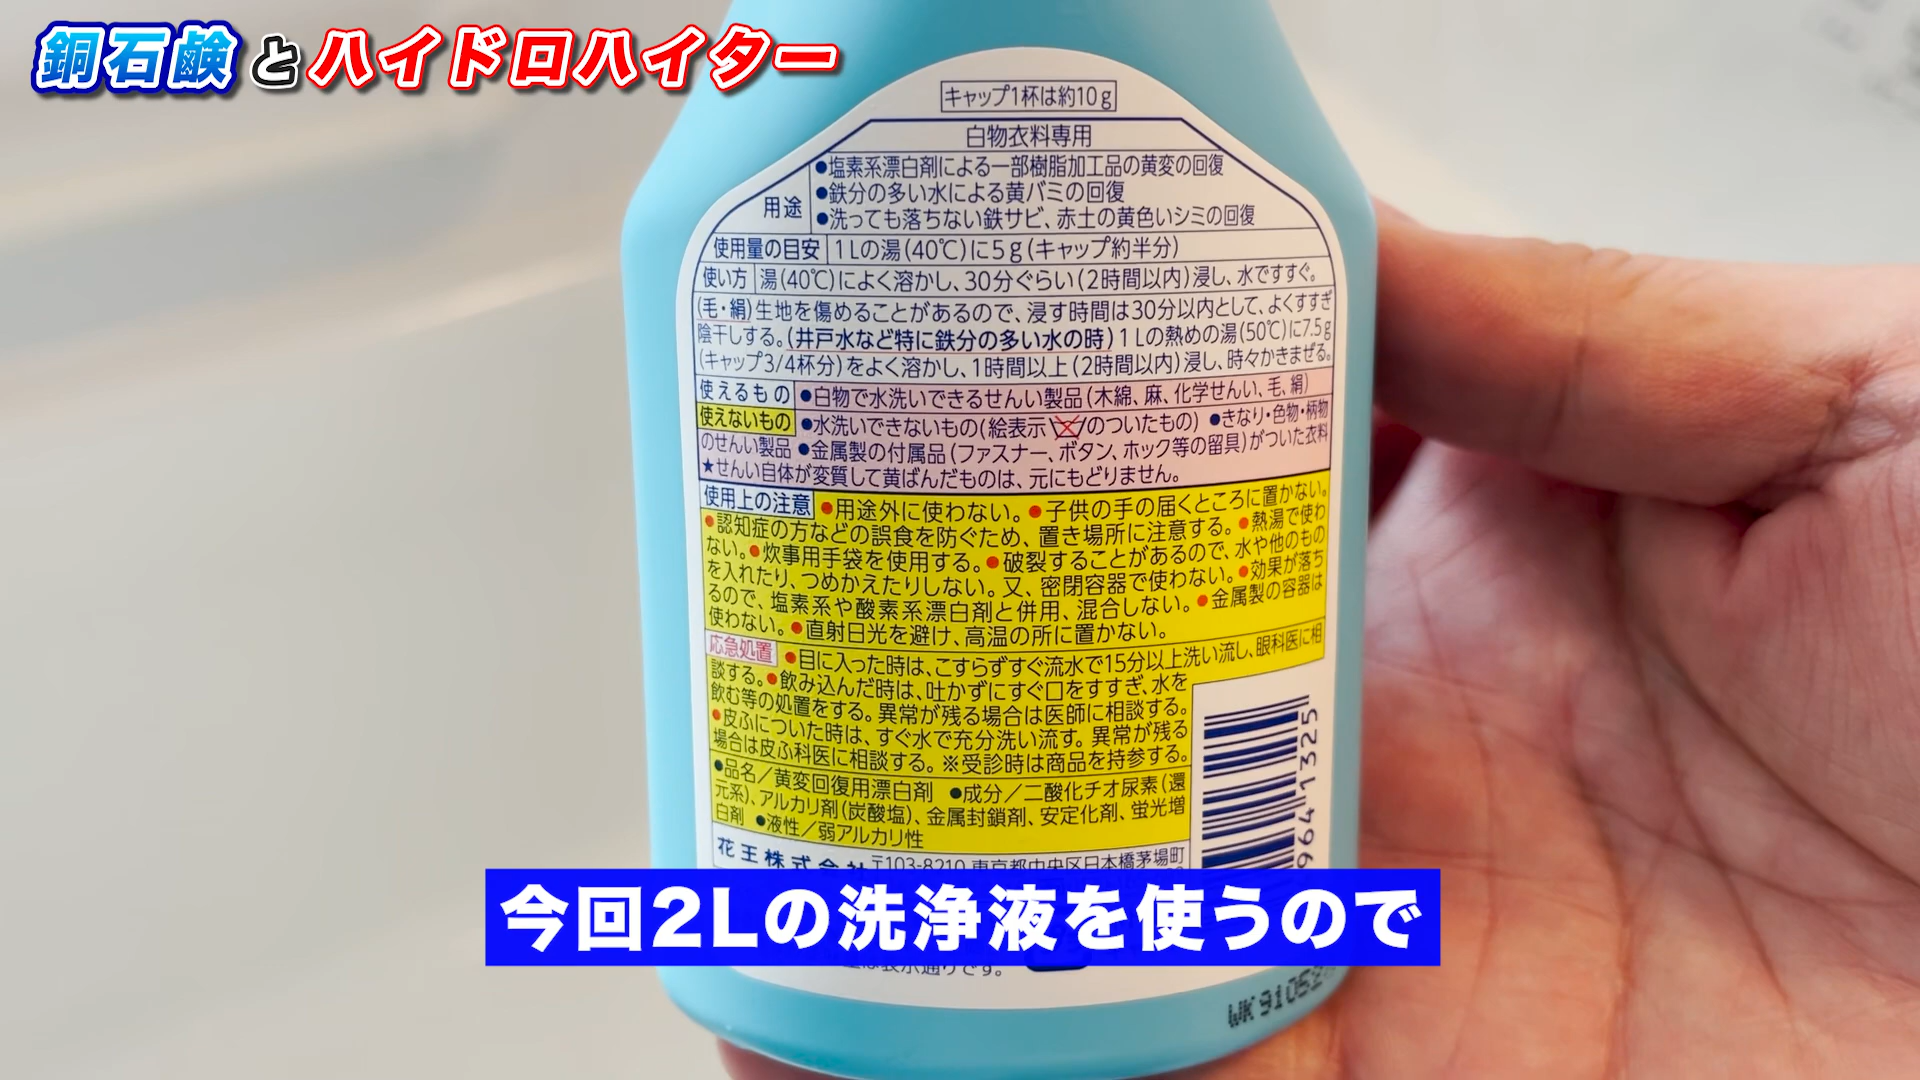 銅石鹸とハイドロハイター
キャップ1杯は約10g
白物衣料専用
用途
●塩素系漂白剤による一部樹脂加工品の黄変の回復
●鉄分の多い水による黄バミの回復
●洗っても落ちない鉄サビ、赤土の黄色いシミの回復
使用量の目安 1Lの湯(40℃)に5g(キャップ約半分)
使い方 湯(40℃)によく溶かし、30分ぐらい(2時間以内)浸し、水ですすぐ。
(毛・絹)生地を傷めることがあるので、浸す時間は30分以内として、よくすすぎ
陰干しする。(井戸水など特に鉄分の多い水の時)1Lの熱めの湯(50℃)に7.5g
(キャップ3/4杯分)をよく溶かし、1時間以上(2時間以内)浸し、時々かきまぜる。
使えるもの ●白物で水洗いできるせんい製品(木綿、麻、化学せんい、毛、絹)
使えないもの ●水洗いできないもの(絵表示 のついたもの) ●きなり・色物・柄物
のせんい製品 ●金属製の付属品(ファスナー、ボタン、ホック等の留具)がついた衣料
★せんい自体が変質して黄ばんだものは、元にもどりません。
使用上の注意 ●用途外に使わない。●子供の手の届くところに置かない。
●認知症の方などの誤食を防ぐため、置き場所に注意する。●熱湯で使わ
ない。●炊事用手袋を使用する。●破裂することがあるので、水や他のもの
を入れたり、つめかえたりしない。又、密閉容器で使わない。●効果が落ち
るので、塩素系や酸素系漂白剤と併用、混合しない。●金属製の容器は
使わない。●直射日光を避け、高温の所に置かない。
応急処置 ●目に入った時は、こすらずすぐ流水で15分以上洗い流し、眼科医に相
談する。●飲み込んだ時は、吐かずにすぐ口をすすぎ、水を
飲む等の処置をする。異常が残る場合は医師に相談する。
●皮ふについた時は、すぐ水で充分洗い流す。異常が残る
場合は皮ふ科医に相談する。※受診時は商品を持参する。
●品名／黄変回復用漂白剤 ●成分／二酸化チオ尿素(還
元系)、アルカリ剤(炭酸塩)、金属封鎖剤、安定化剤、蛍光増
白剤 ●液性／弱アルカリ性
花王株式会社 〒103-8210 東京都中央区日本橋茅場町
964 1325
今回2Lの洗浄液を使うので
は表示通りです。
WK9105